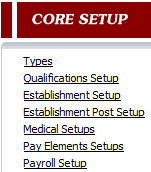 CORE SETUP
Types
Qualifications Setup
Establishment Setup
Establishment Post Setup
Medical Setups
Pay Elements Setups
Payroll Setup